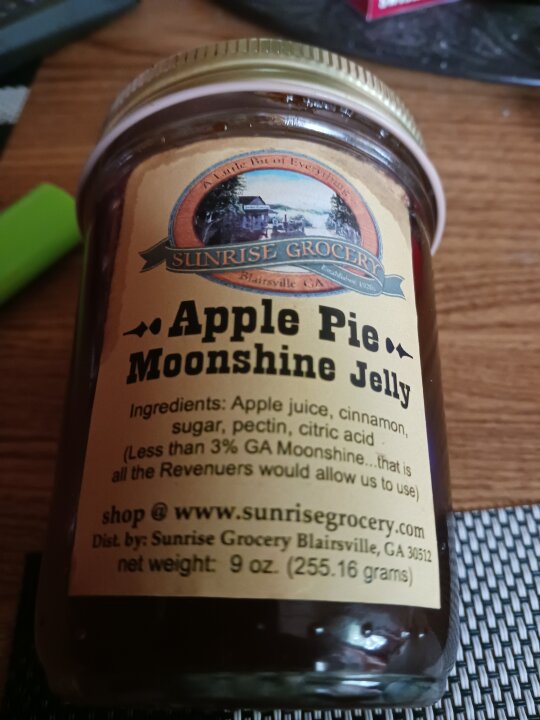 A Little Bit of Everything
SUNRISE GROCERY
Established 1920s
Blairsville GA
Apple Pie
Moonshine Jelly
Ingredients: Apple juice, cinnamon,
sugar, pectin, citric acid
(Less than 3% GA Moonshine...that is
all the Revenuers would allow us to use)
shop @ www.sunrisegrocery.com
Dist. by: Sunrise Grocery Blairsville, GA 30512
net weight: 9 oz. (255.16 grams)